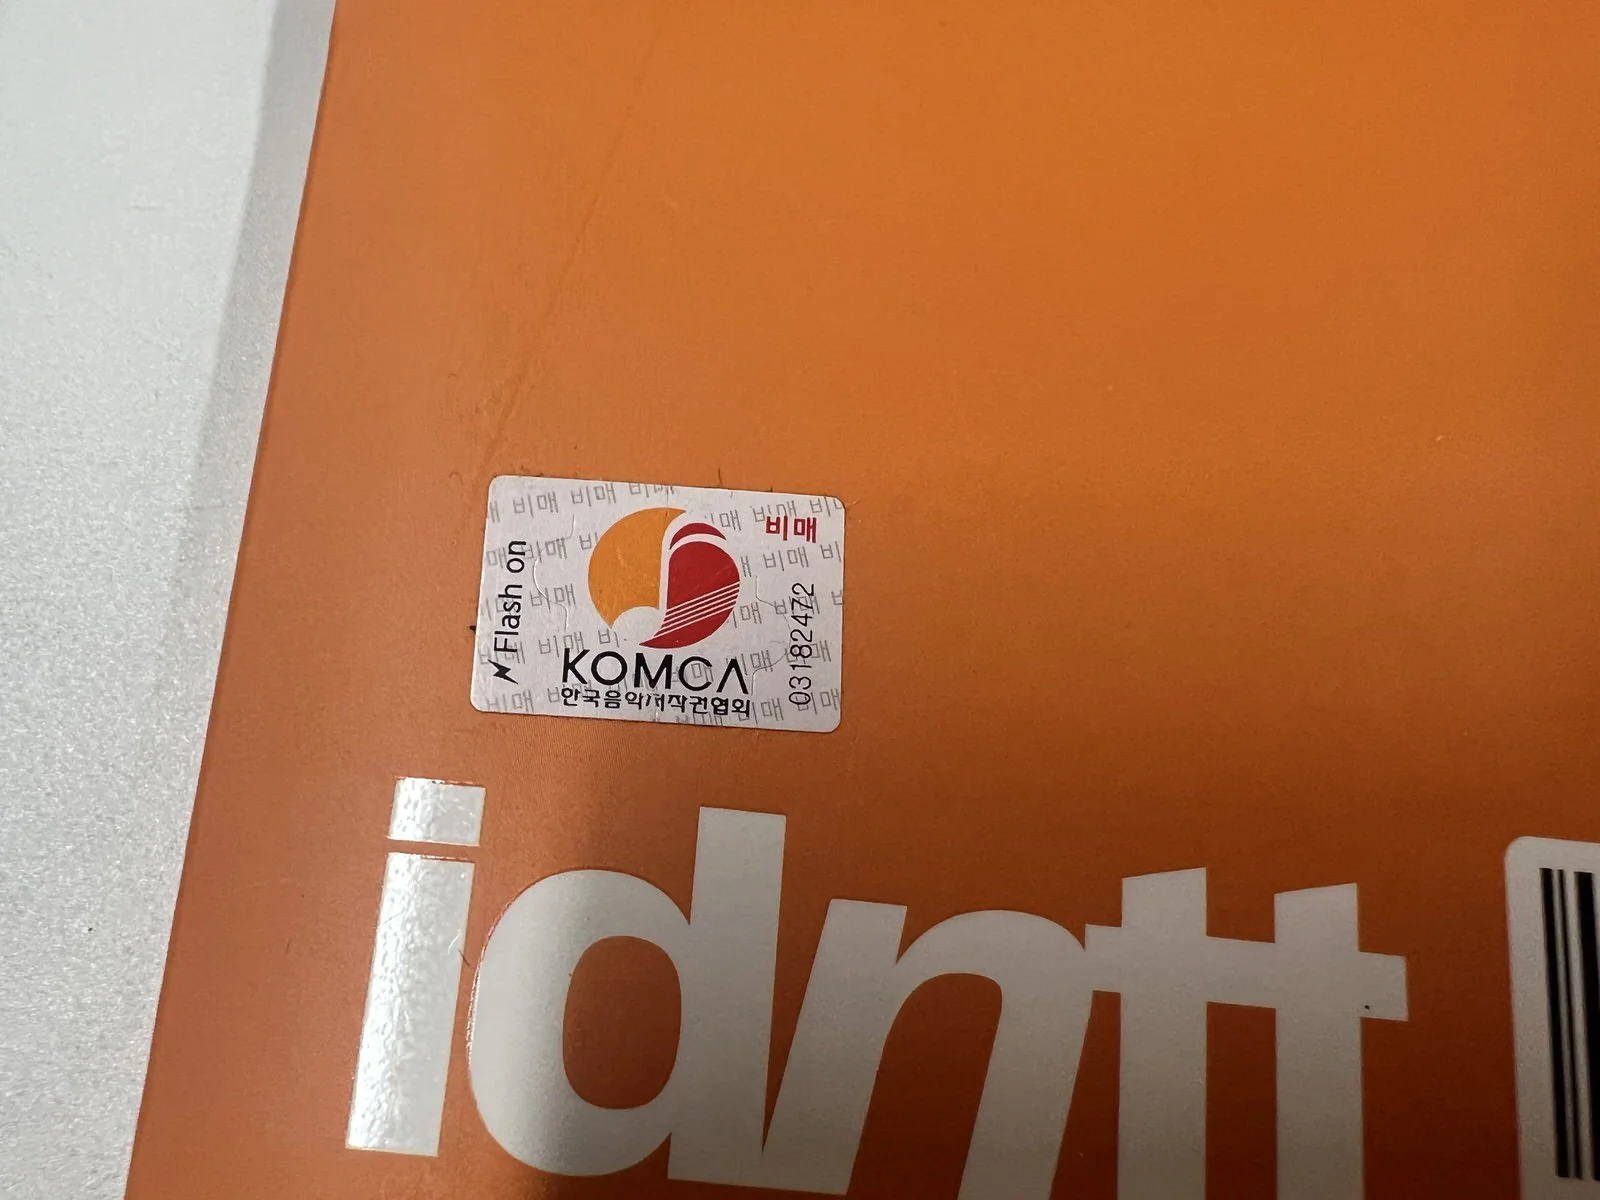 비매
Flash on
03182472
KOMCA
한국음악저작권협회
idntt